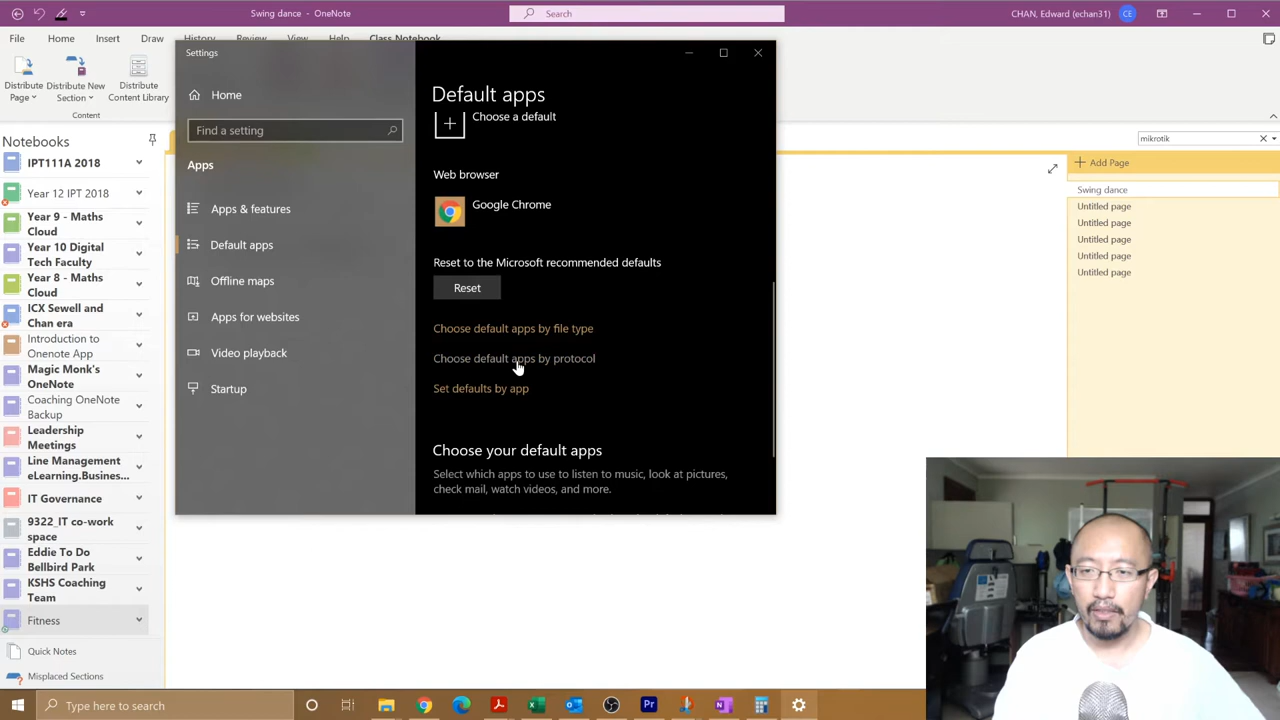 Swing dance - OneNote
Search
CHAN, Edward (echan31)
CE
File
Home
Insert
Draw
History
Review
View
Help
Class Notebook
Distribute
Page
Distribute New
Section
Distribute
Content Library
Content
Notebooks
IPT111A 2018
Year 12 IPT 2018
Year 9 - Maths
Cloud
Year 10 Digital
Tech Faculty
Year 8 - Maths
Cloud
ICX Sewell and
Chan era
Introduction to
Onenote App
Magic Monk's
OneNote
Coaching OneNote
Backup
Leadership
Meetings
Line Management
eLearning.Busines...
IT Governance
9322_IT co-work
space
Eddie To Do
Bellbird Park
KSHS Coaching
Team
Fitness
Quick Notes
Misplaced Sections
Settings
Home
Find a setting
Apps
Apps & features
Default apps
Offline maps
Apps for websites
Video playback
Startup
Default apps
Choose a default
Web browser
Google Chrome
Reset to the Microsoft recommended defaults
Reset
Choose default apps by file type
Choose default apps by protocol
Set defaults by app
Choose your default apps
Select which apps to use to listen to music, look at pictures,
check mail, watch videos, and more.
mikrotik
Add Page
Swing dance
Untitled page
Untitled page
Untitled page
Untitled page
Untitled page
Type here to search
Pr